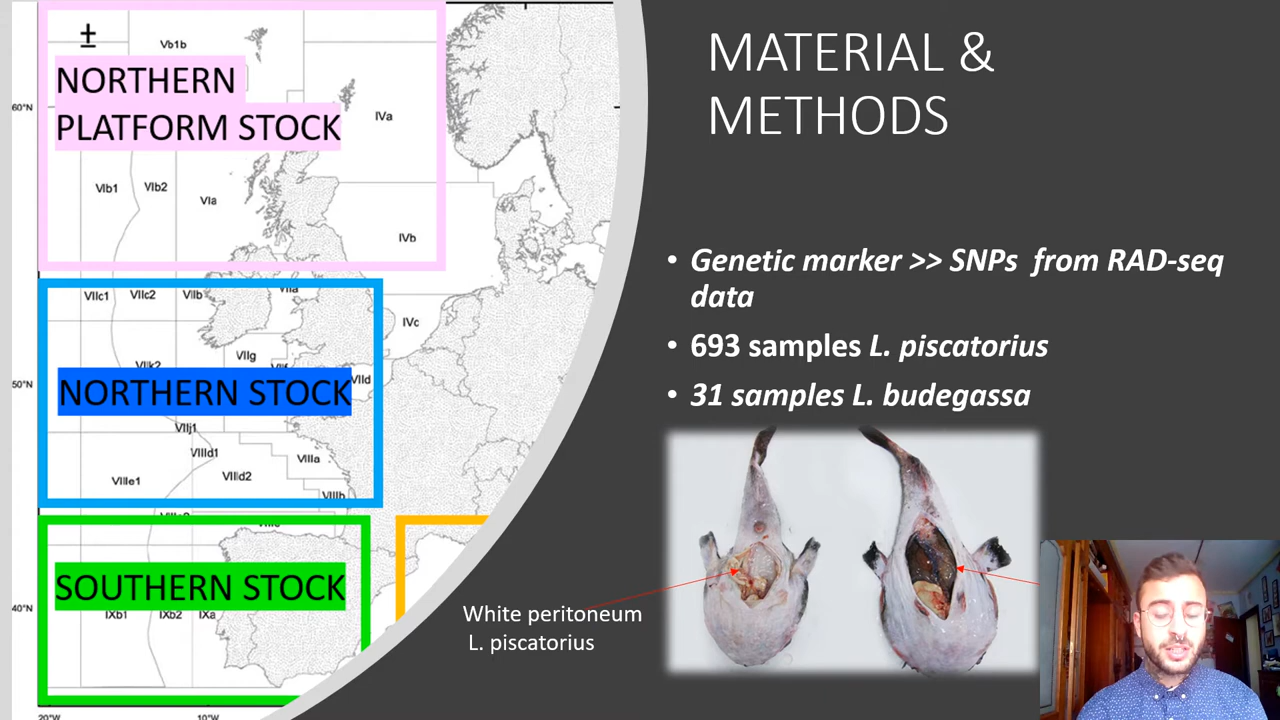 MATERIAL &
METHODS
• Genetic marker >> SNPs from RAD-seq
data
• 693 samples L. piscatorius
• 31 samples L. budegassa
White peritoneum
L. piscatorius
±
Vb1b
NORTHERN
PLATFORM STOCK
60°N
IVa
VIb1
VIb2
VIa
IVb
VIIc1
VIIc2
VIIb
VIIa
IVc
VIIg
VIIk2
50°N
VIId
NORTHERN STOCK
VIIj1
VIIId1
VIIIa
VIIId2
VIIIe1
VIIIb
SOUTHERN STOCK
40°N
IXb1
IXb2
IXa
20°W
10°W